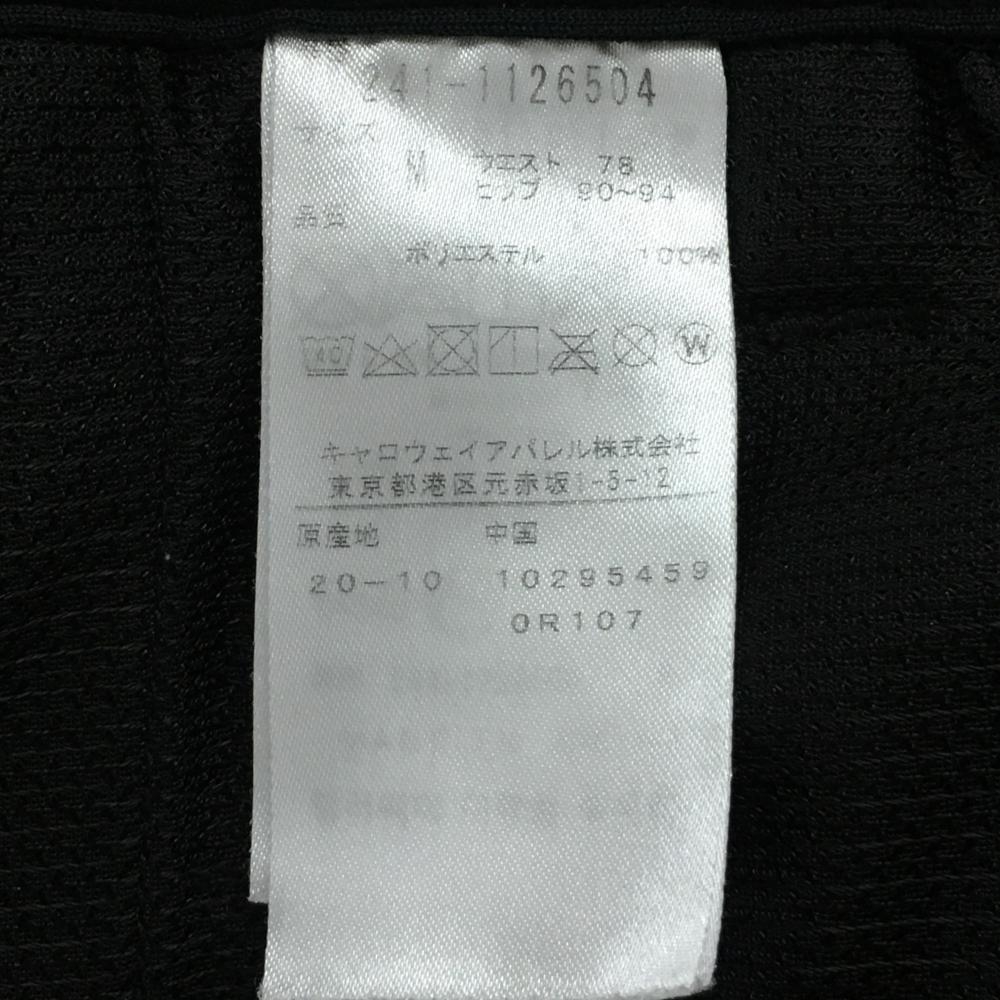 241-1126504
サイズ
M ウエスト 78
ヒップ 90~94
品質
ポリエステル 100%
40 W
キャロウェイアパレル株式会社
東京都港区元赤坂1-3-12
原産地 中国
20-10 10295459
0R107